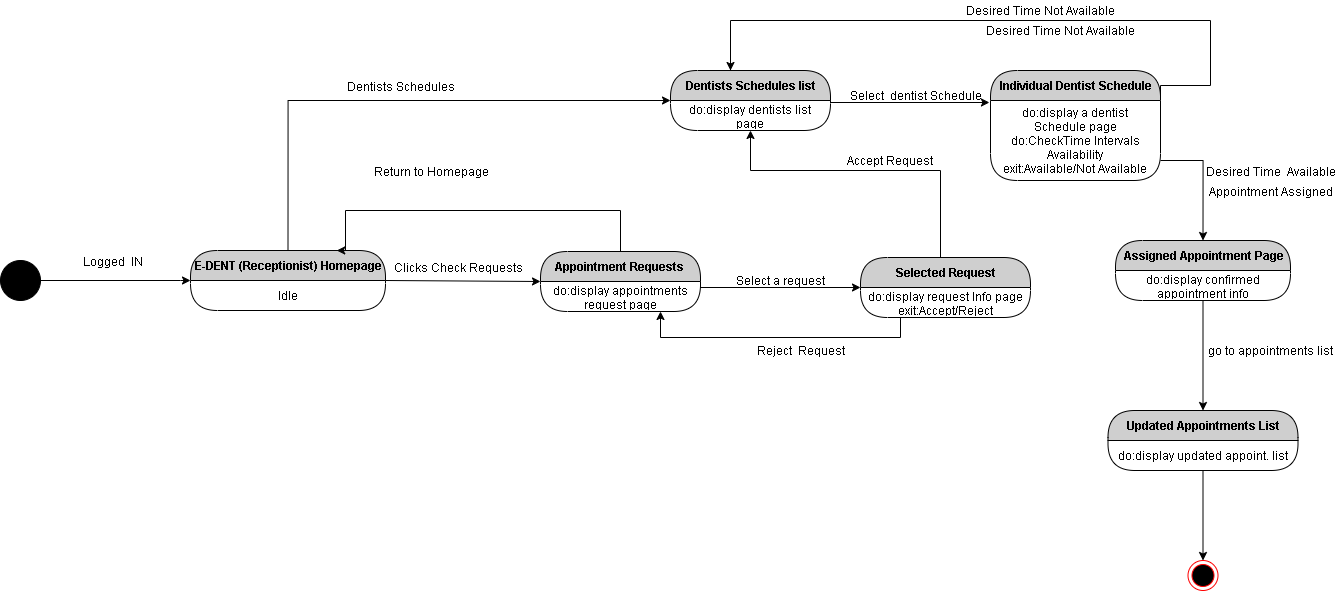 Desired Time Not Available
Desired Time Not Available
Dentists Schedules
Dentists Schedules list
do:display dentists list
page
Select dentist Schedule
Individual Dentist Schedule
do:display a dentist
Schedule page
do:CheckTime Intervals
Availability
exit:Available/Not Available
Accept Request
Return to Homepage
Desired Time Available
Appointment Assigned
Logged IN
E-DENT (Receptionist) Homepage
Idle
Clicks Check Requests
Appointment Requests
do:display appointments
request page
Select a request
Selected Request
do:display request Info page
exit:Accept/Reject
Reject Request
Assigned Appointment Page
do:display confirmed
appointment info
go to appointments list
Updated Appointments List
do:display updated appoint. list